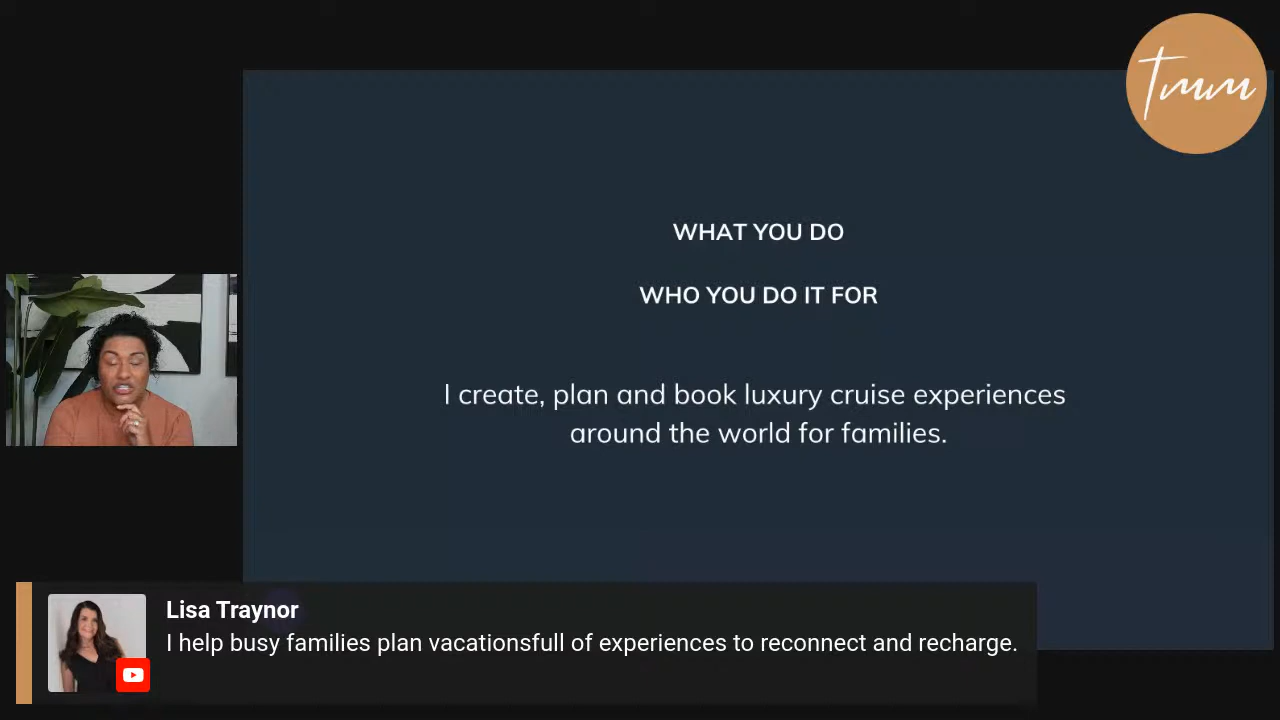 Tmm
WHAT YOU DO
WHO YOU DO IT FOR
I create, plan and book luxury cruise experiences
around the world for families.
Lisa Traynor
I help busy families plan vacationsfull of experiences to reconnect and recharge.